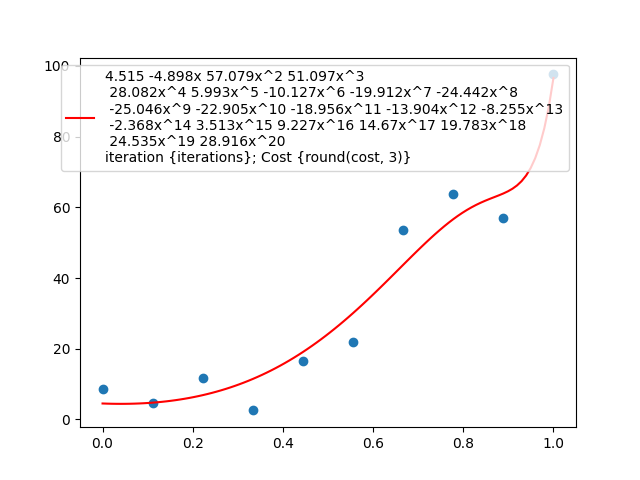 100
80
60
40
20
0
4.515 -4.898x 57.079x^2 51.097x^3
28.082x^4 5.993x^5 -10.127x^6 -19.912x^7 -24.442x^8
-25.046x^9 -22.905x^10 -18.956x^11 -13.904x^12 -8.255x^13
-2.368x^14 3.513x^15 9.227x^16 14.67x^17 19.783x^18
24.535x^19 28.916x^20
iteration {iterations}; Cost {round(cost, 3)}
0.0 0.2 0.4 0.6 0.8 1.0